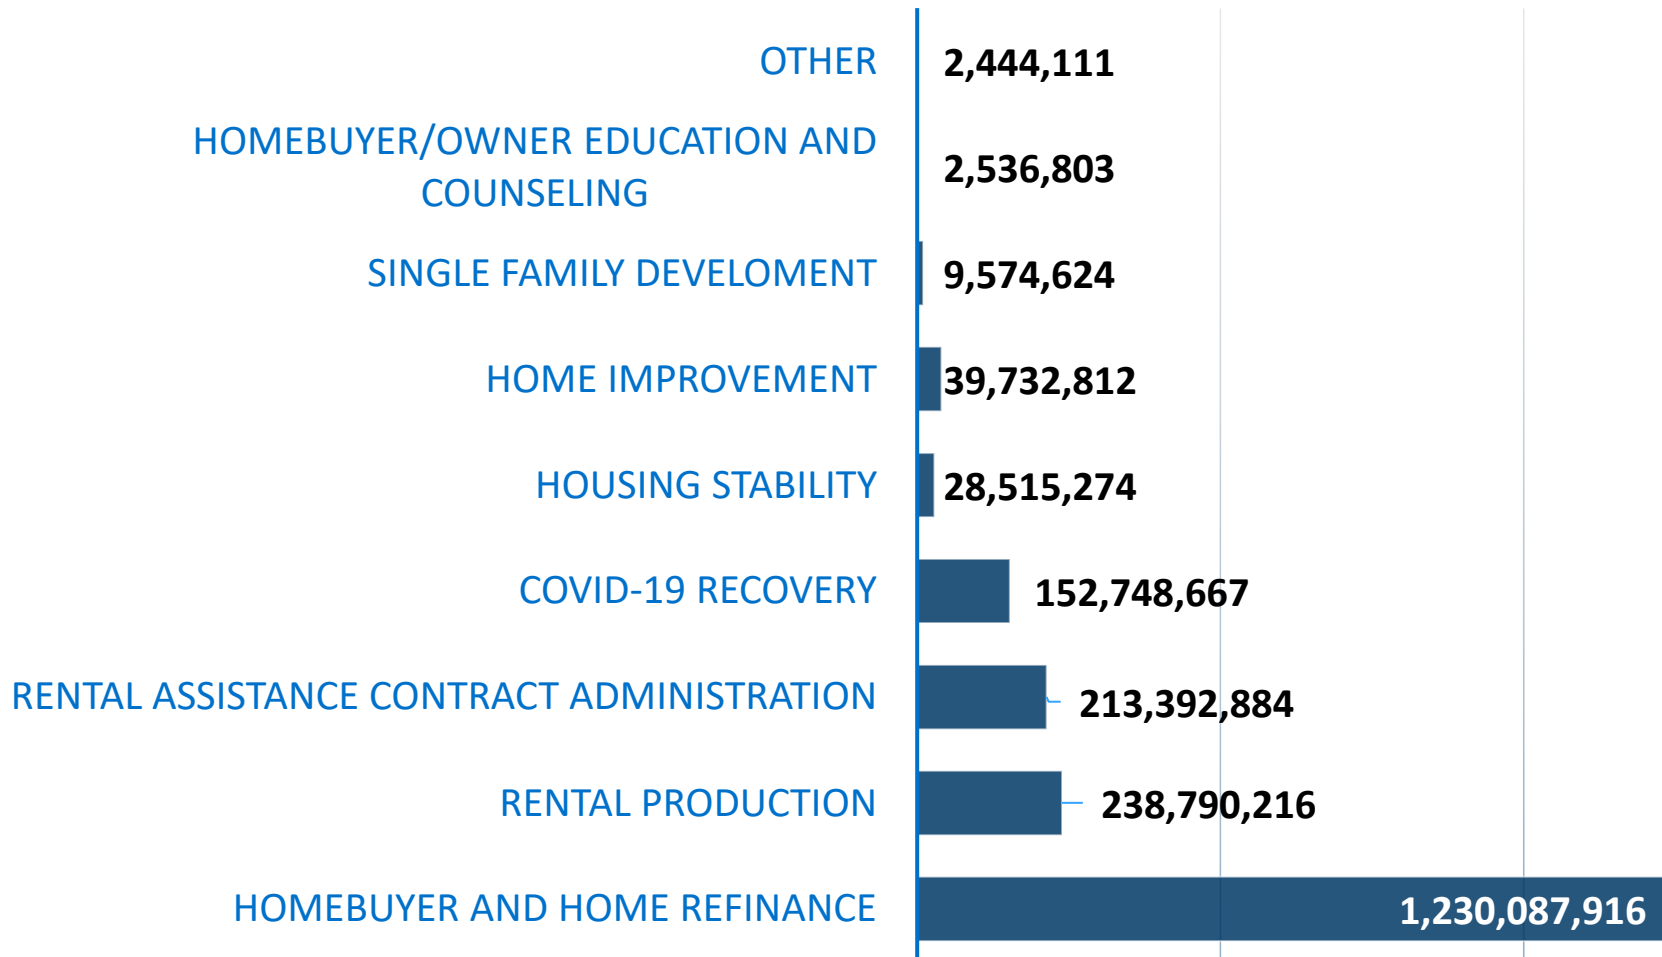 OTHER 2,444,111
HOMEBUYER/OWNER EDUCATION AND
COUNSELING 2,536,803
SINGLE FAMILY DEVELOMENT 9,574,624
HOME IMPROVEMENT 39,732,812
HOUSING STABILITY 28,515,274
COVID-19 RECOVERY 152,748,667
RENTAL ASSISTANCE CONTRACT ADMINISTRATION 213,392,884
RENTAL PRODUCTION 238,790,216
HOMEBUYER AND HOME REFINANCE 1,230,087,916